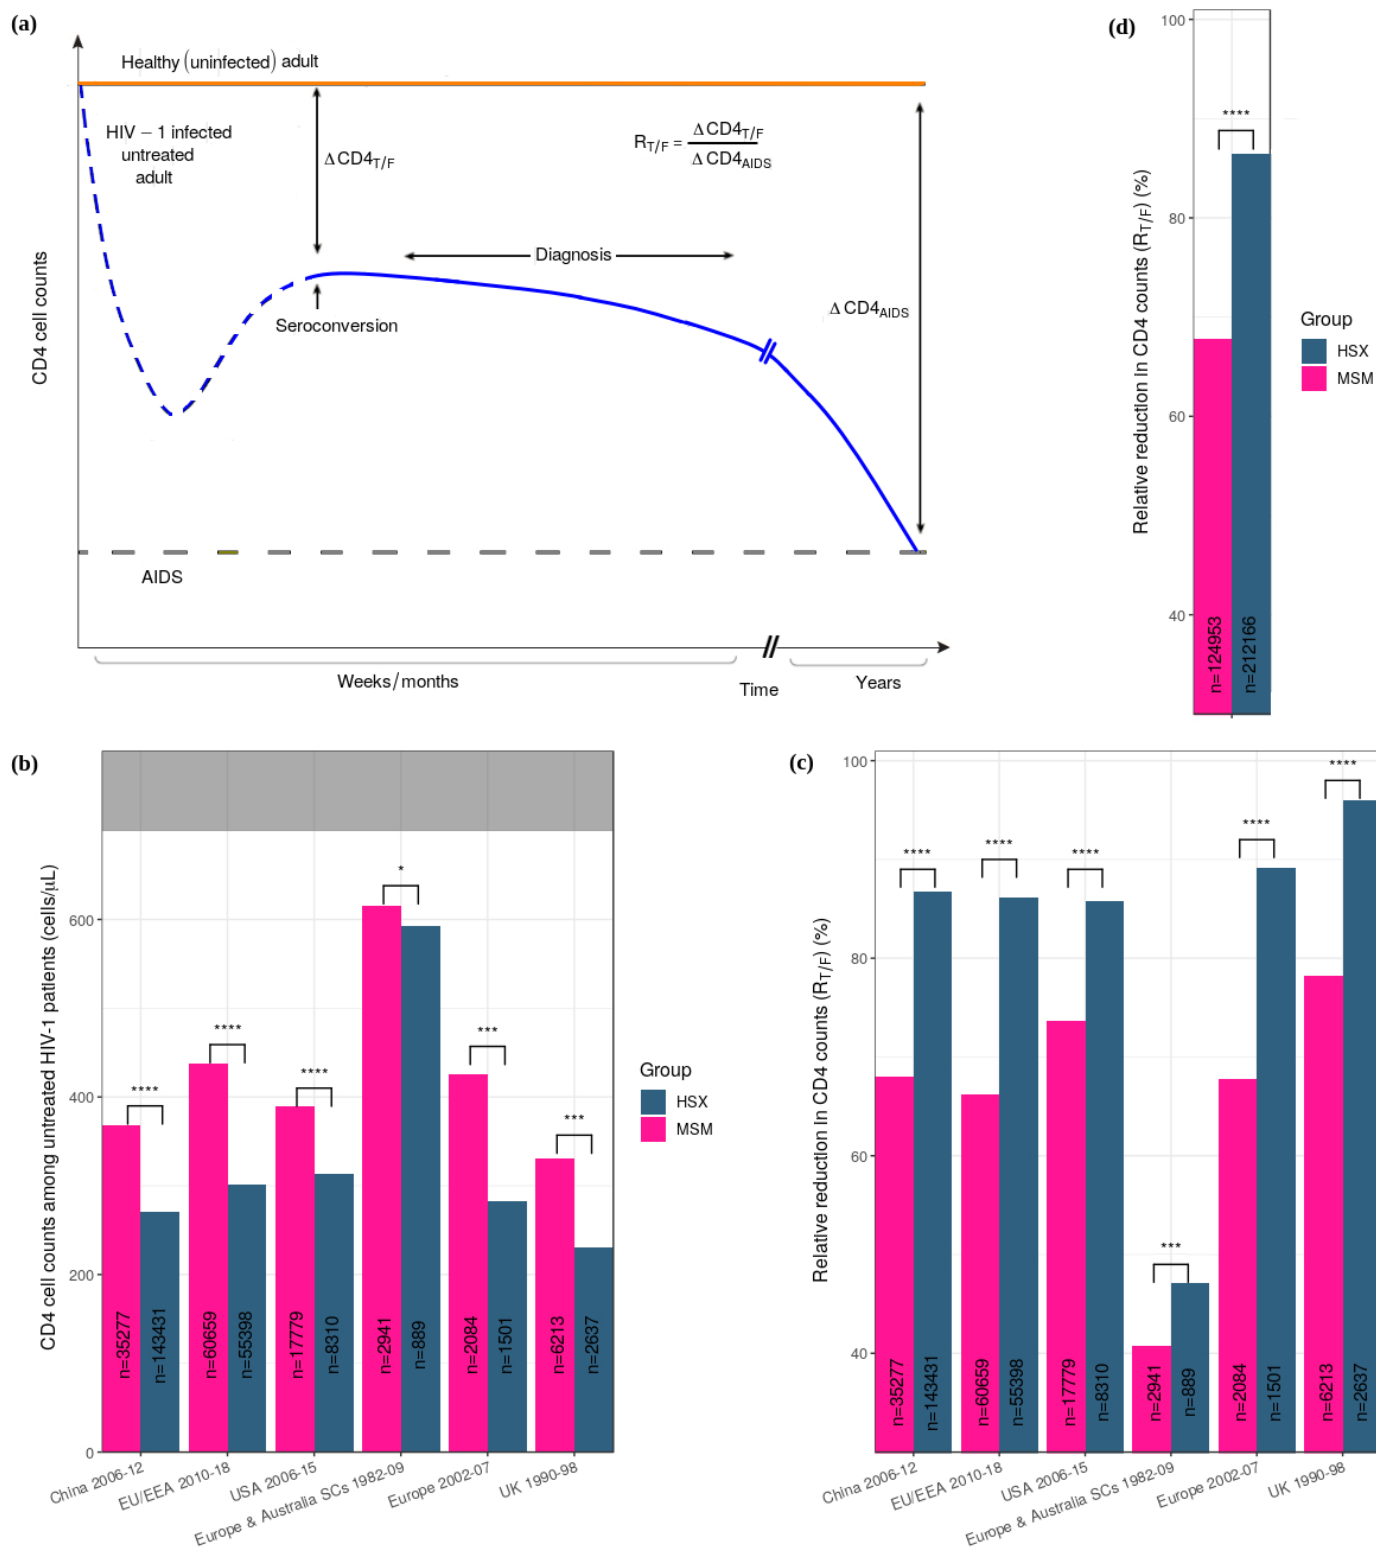 (a)
Healthy (uninfected) adult
HIV − 1 infected
untreated
adult
ΔCD4T/F
RT/F = ΔCD4T/F
ΔCD4AIDS
Diagnosis
Seroconversion
ΔCD4AIDS
CD4 cell counts
AIDS
Weeks/months
Time
Years
(d)
100
80
60
40
Relative reduction in CD4 counts (RT/F) (%)
****
n=124953
n=212166
Group
HSX
MSM
(b)
CD4 cell counts among untreated HIV-1 patients (cells/μL)
600
400
200
0
****
****
****
*
***
***
n=35277
n=143431
n=60659
n=55398
n=17779
n=8310
n=2941
n=889
n=2084
n=1501
n=6213
n=2637
China 2006-12
EU/EEA 2010-18
USA 2006-15
Europe & Australia SCs 1982-09
Europe 2002-07
UK 1990-98
Group
HSX
MSM
(c)
Relative reduction in CD4 counts (RT/F) (%)
100
80
60
40
****
****
****
***
****
****
n=35277
n=143431
n=60659
n=55398
n=17779
n=8310
n=2941
n=889
n=2084
n=1501
n=6213
n=2637
China 2006-12
EU/EEA 2010-18
USA 2006-15
Europe & Australia SCs 1982-09
Europe 2002-07
UK 1990-98